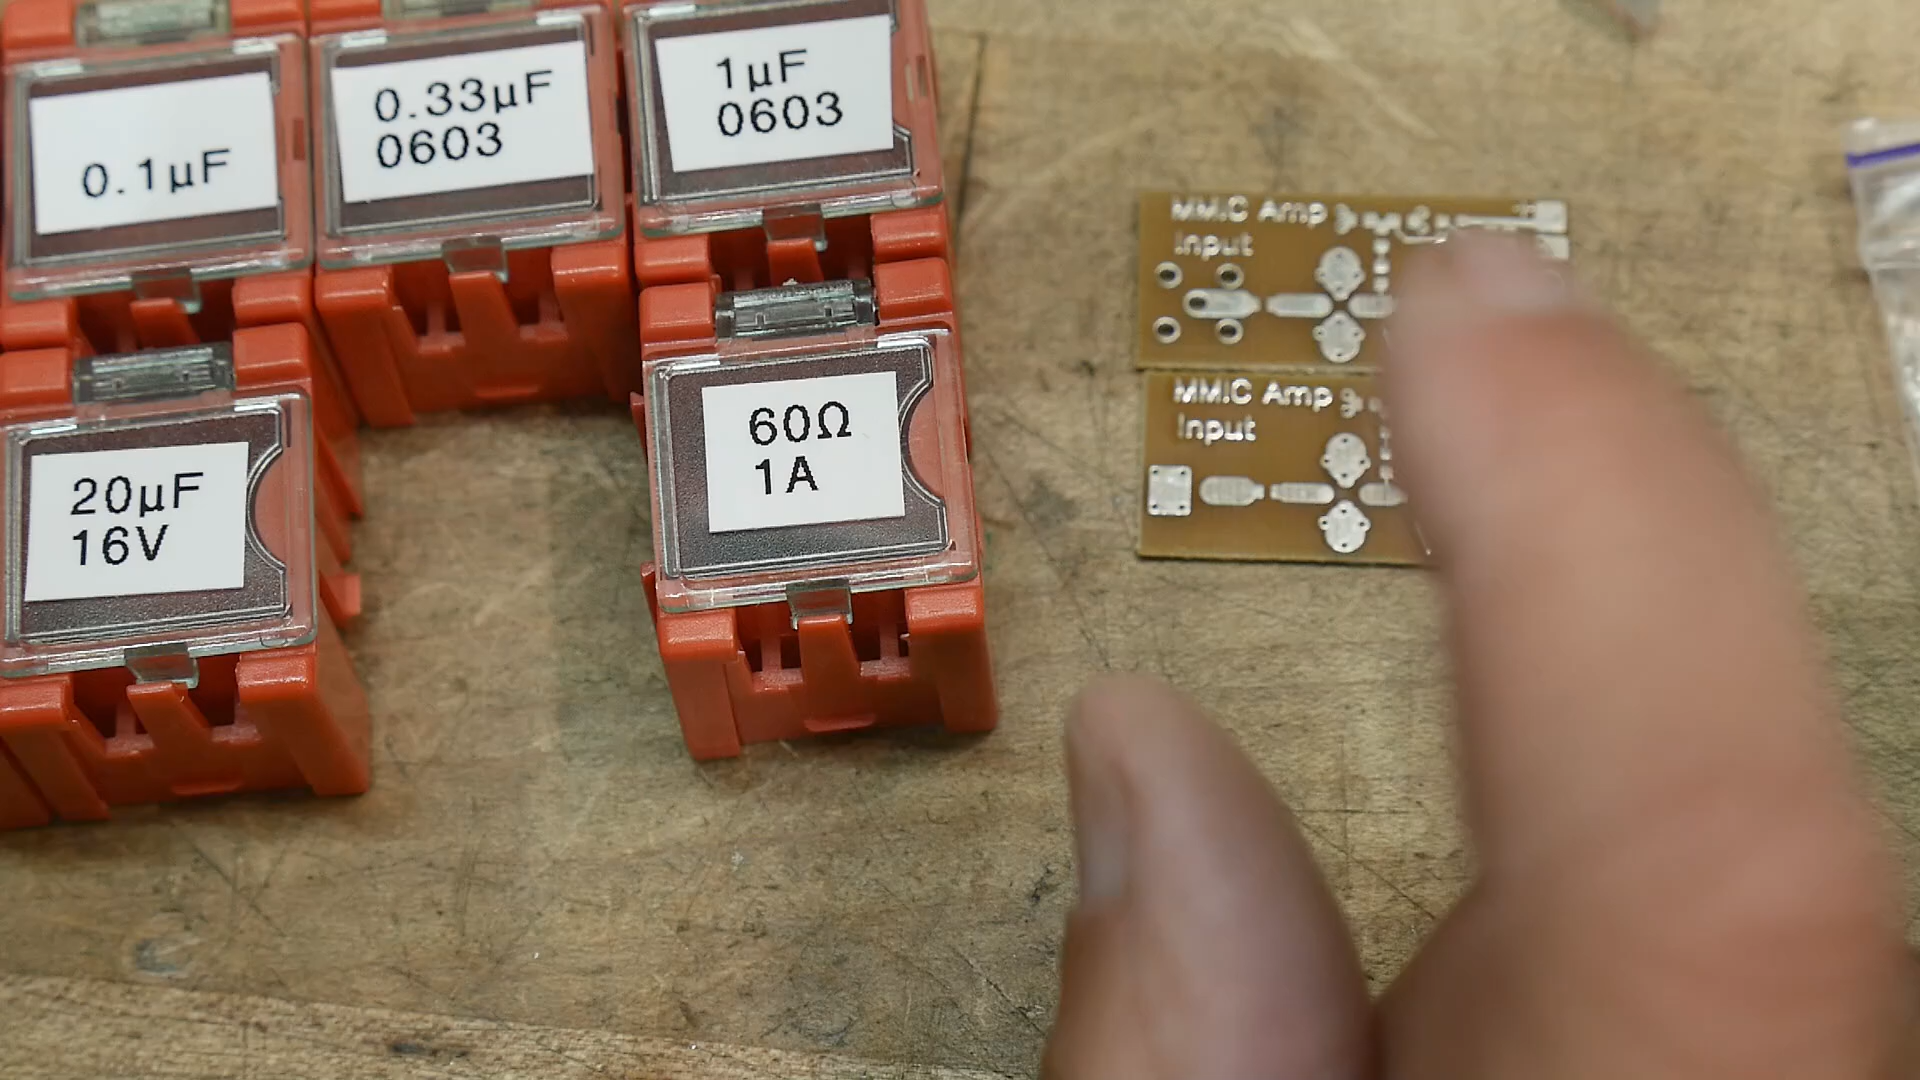 0.1µF
0.33µF
0603
1µF
0603
20µF
16V
60Ω
1A
MMIC Amp
Input
MMIC Amp
Input